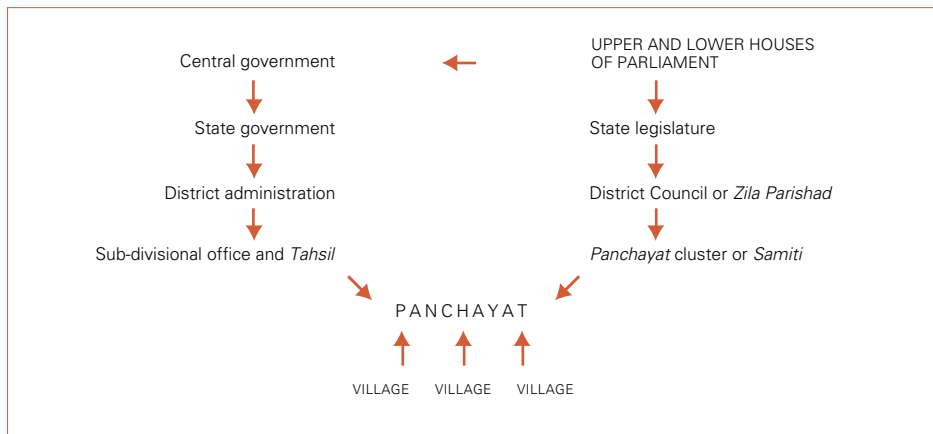 Central government
UPPER AND LOWER HOUSES
OF PARLIAMENT
State government
State legislature
District administration
District Council or Zila Parishad
Sub-divisional office and Tahsil
Panchayat cluster or Samiti
PANCHAYAT
VILLAGE VILLAGE VILLAGE